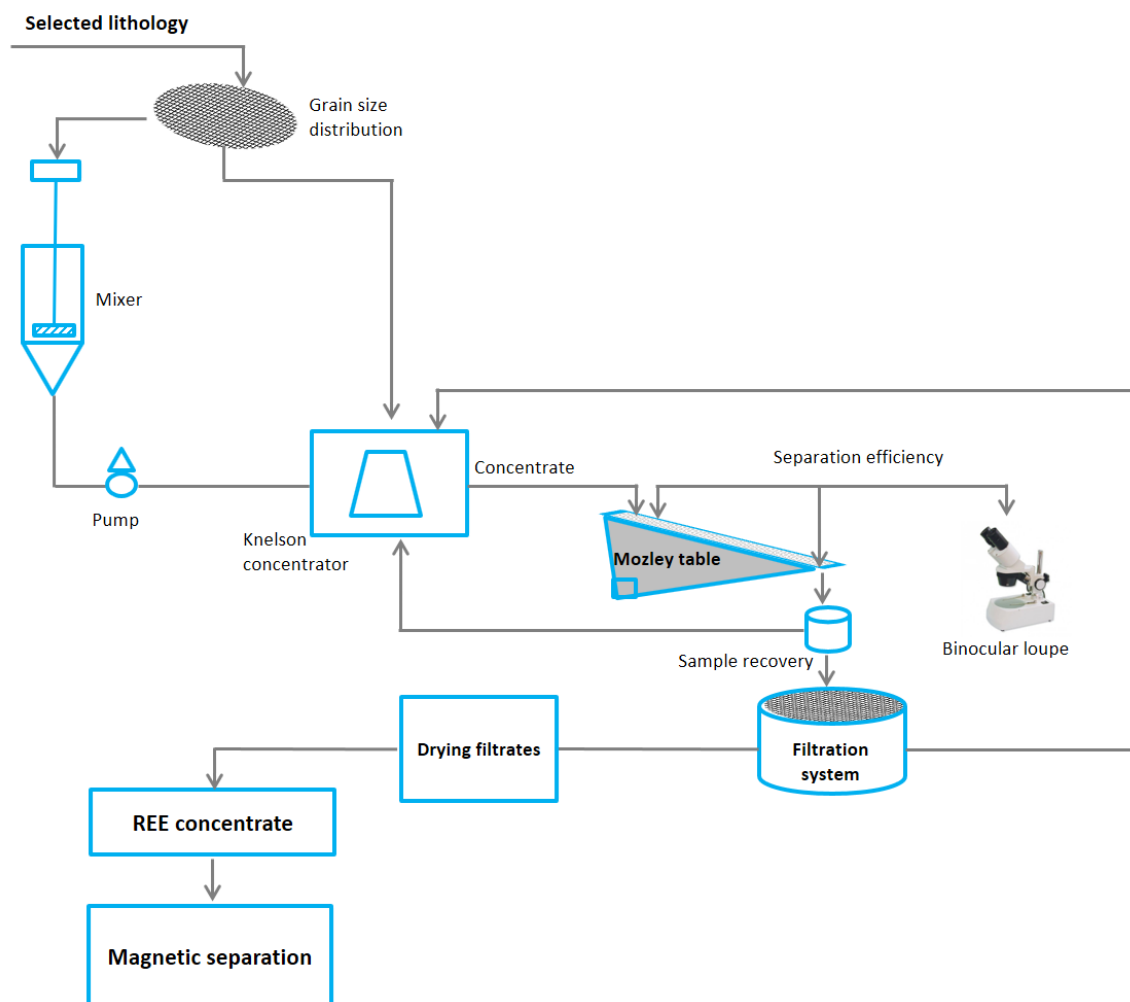 Selected lithology
Grain size
distribution
Mixer
Pump
Knelson
concentrator
Concentrate
Separation efficiency
Mozley table
Binocular loupe
Sample recovery
Filtration
system
Drying filtrates
REE concentrate
Magnetic separation